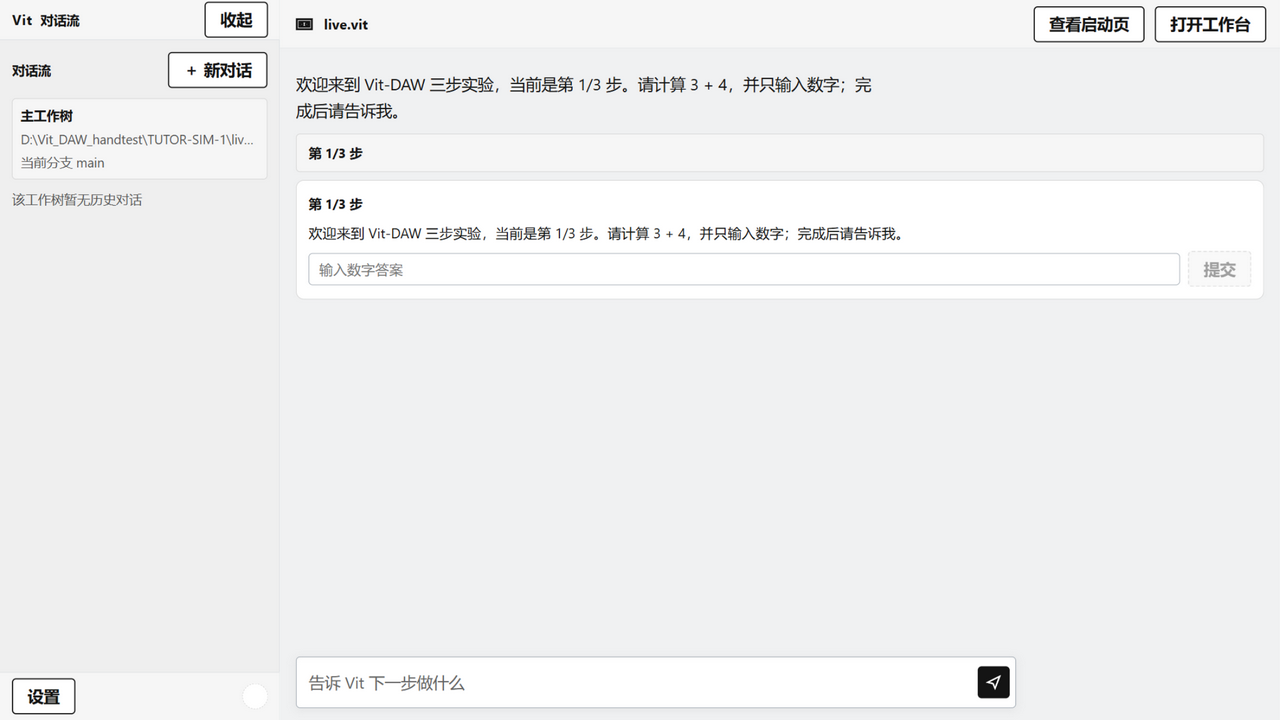 Vit 对话流
收起
对话流
+ 新对话
主工作树
D:\Vit_DAW_handtest\TUTOR-SIM-1\liv...
当前分支 main
该工作树暂无历史对话
设置
live.vit
查看启动页
打开工作台
欢迎来到 Vit-DAW 三步实验，当前是第 1/3 步。请计算 3 + 4，并只输入数字；完
成后请告诉我。
第 1/3 步
第 1/3 步
欢迎来到 Vit-DAW 三步实验，当前是第 1/3 步。请计算 3 + 4，并只输入数字；完成后请告诉我。
输入数字答案
提交
告诉 Vit 下一步做什么